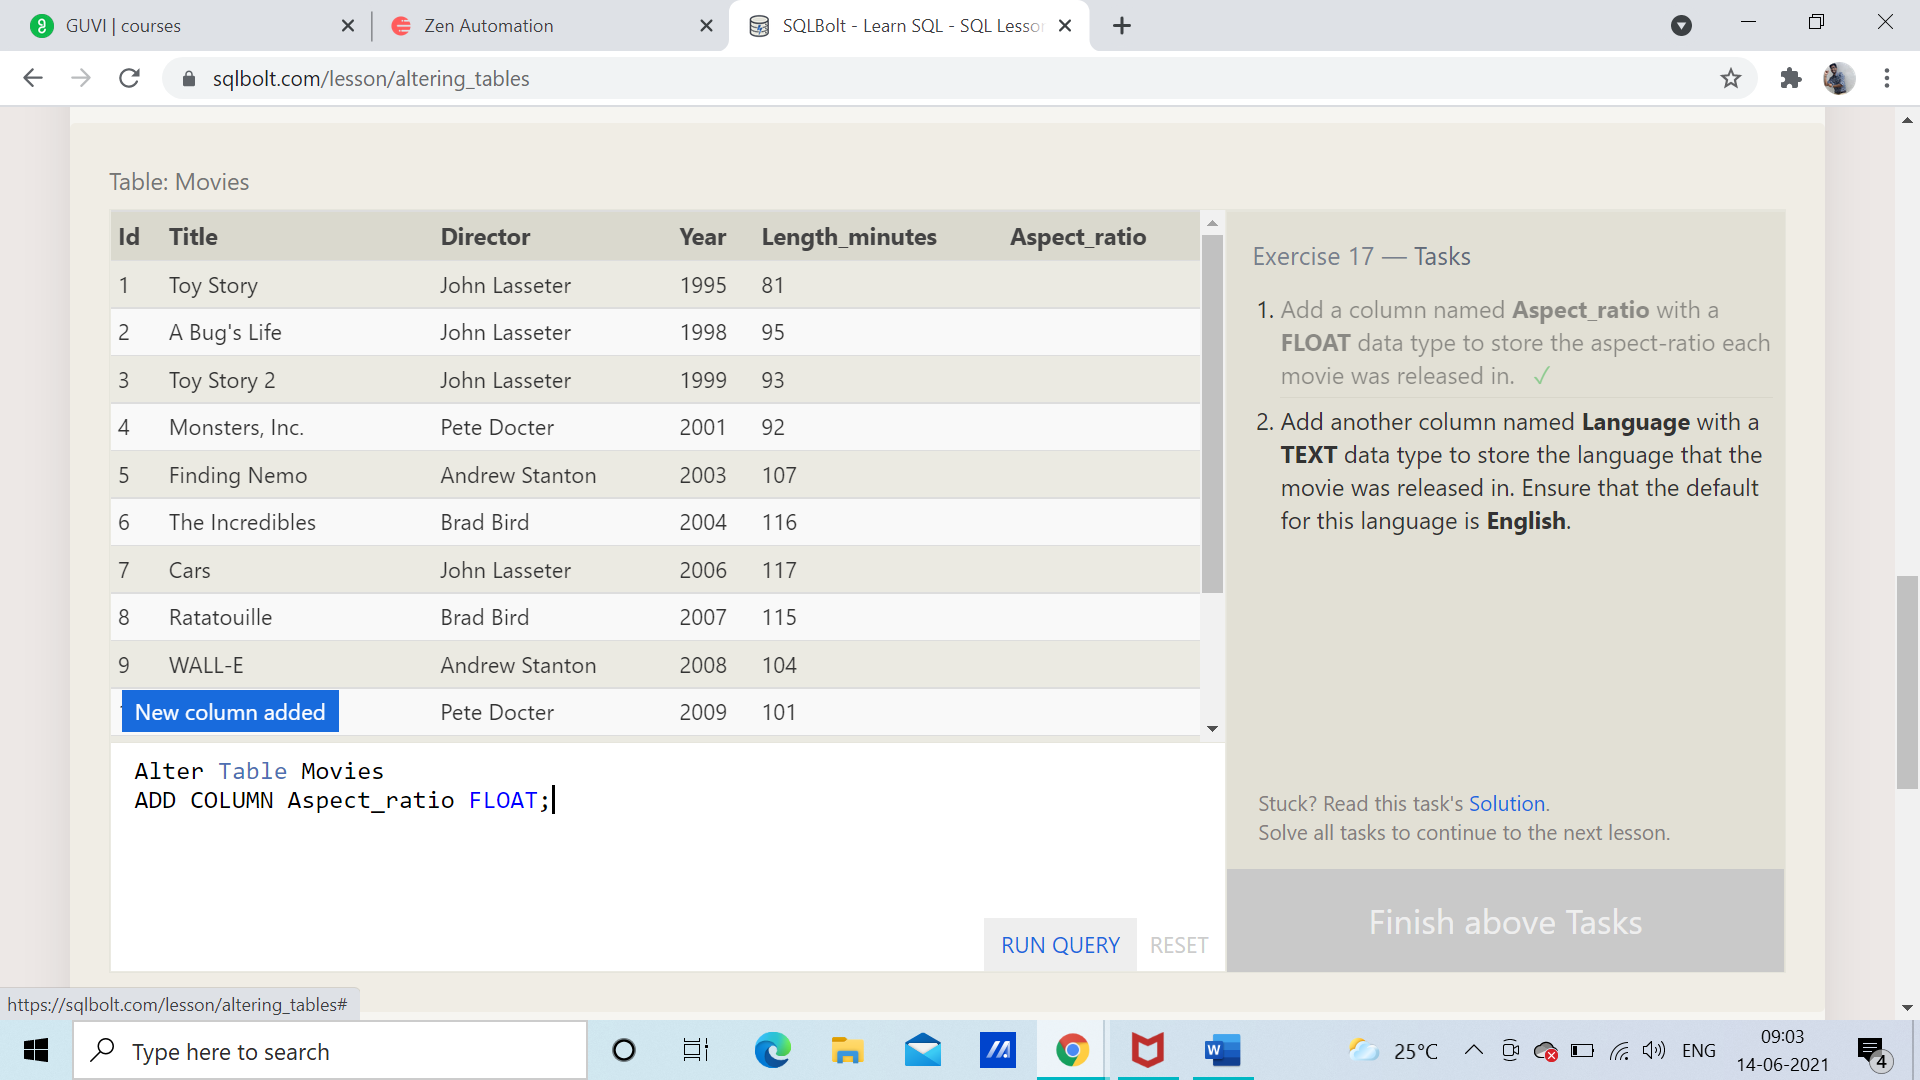 GUVI | courses
Zen Automation
SQLBolt - Learn SQL - SQL Lesson
sqlbolt.com/lesson/altering_tables
Table: Movies
Id Title Director Year Length_minutes Aspect_ratio
1 Toy Story John Lasseter 1995 81
2 A Bug's Life John Lasseter 1998 95
3 Toy Story 2 John Lasseter 1999 93
4 Monsters, Inc. Pete Docter 2001 92
5 Finding Nemo Andrew Stanton 2003 107
6 The Incredibles Brad Bird 2004 116
7 Cars John Lasseter 2006 117
8 Ratatouille Brad Bird 2007 115
9 WALL-E Andrew Stanton 2008 104
New column added Pete Docter 2009 101
Alter Table Movies
ADD COLUMN Aspect_ratio FLOAT;
RUN QUERY RESET
Exercise 17 — Tasks
1. Add a column named Aspect_ratio with a
FLOAT data type to store the aspect-ratio each
movie was released in. ✓
2. Add another column named Language with a
TEXT data type to store the language that the
movie was released in. Ensure that the default
for this language is English.
Stuck? Read this task's Solution.
Solve all tasks to continue to the next lesson.
Finish above Tasks
https://sqlbolt.com/lesson/altering_tables#
Type here to search
25°C
ENG
09:03
14-06-2021
4